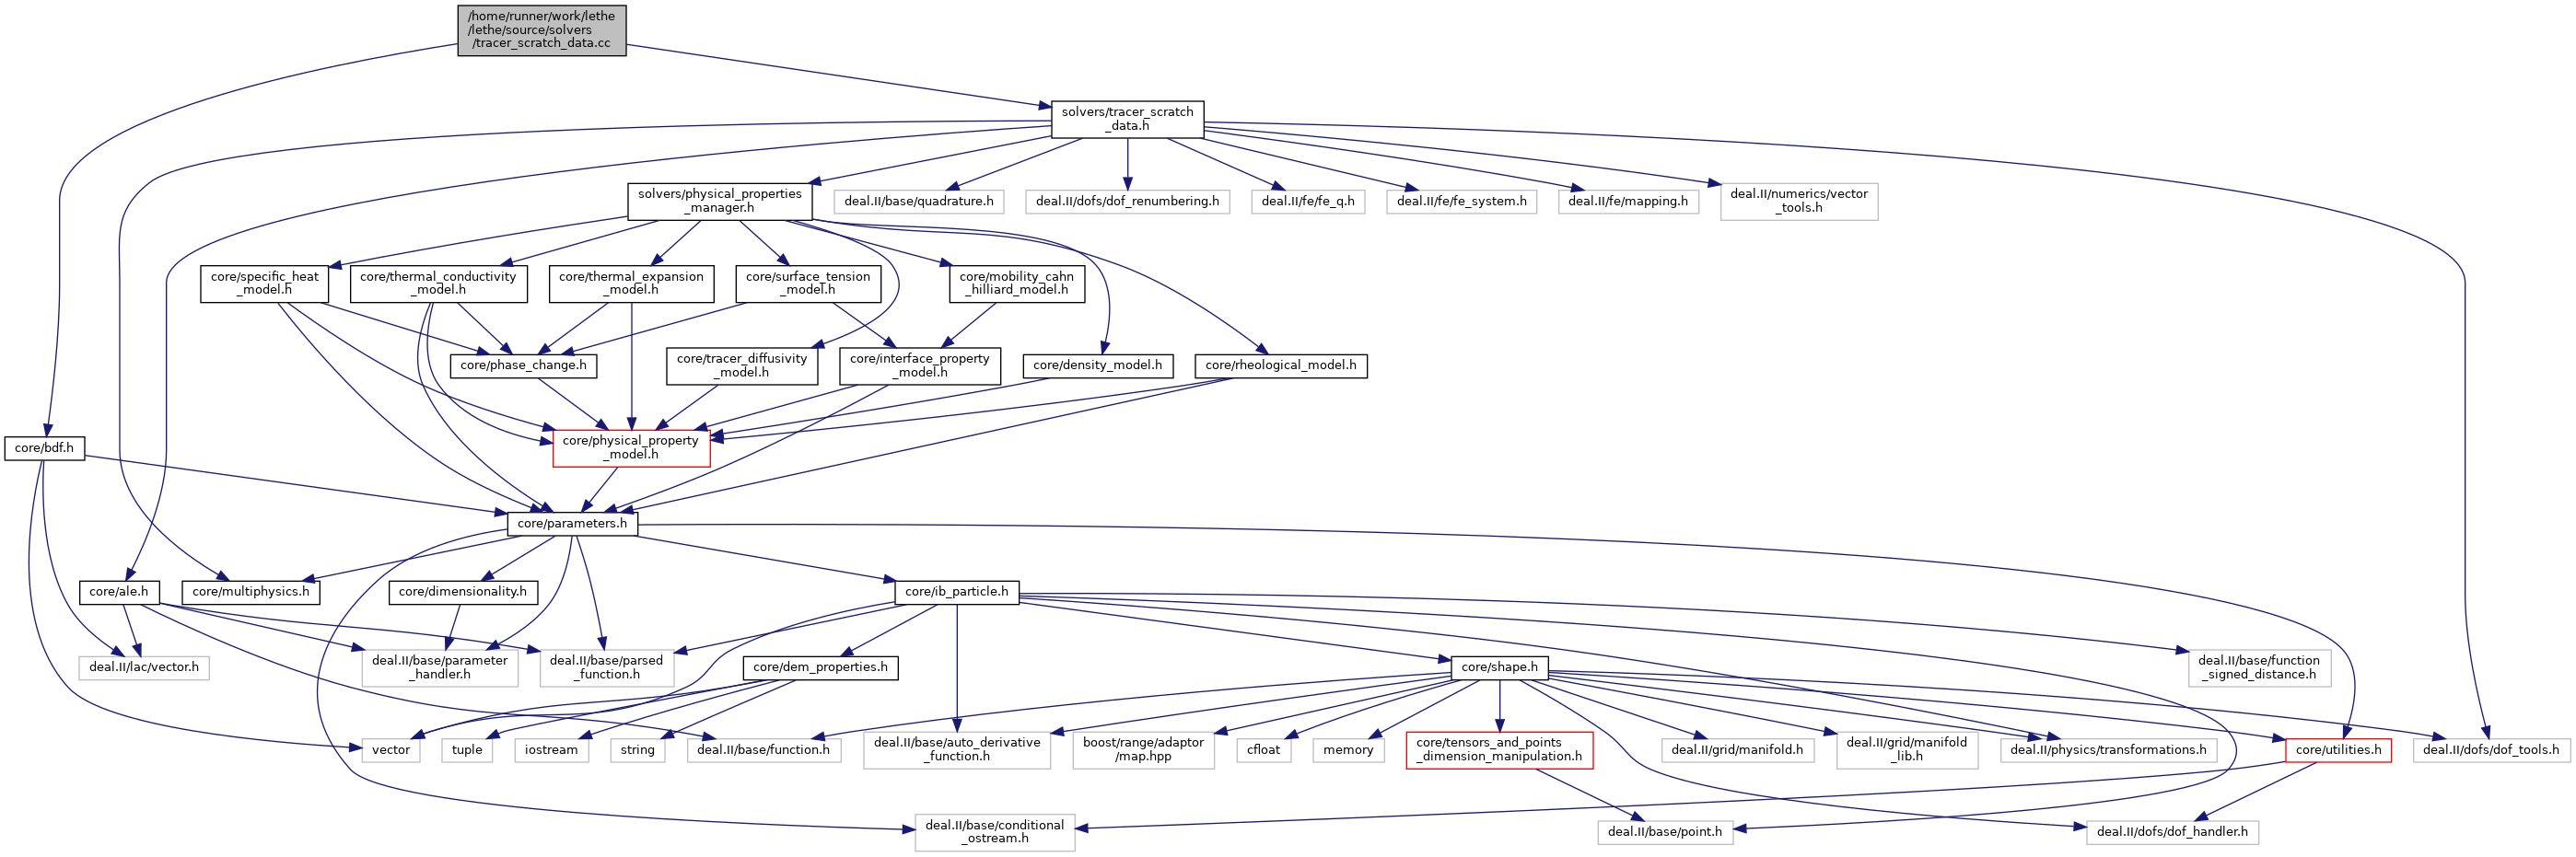 /home/runner/work/lethe
/lethe/source/solvers
/tracer_scratch_data.cc
solvers/tracer_scratch
_data.h
solvers/physical_properties
_manager.h
deal.II/base/quadrature.h
deal.II/dofs/dof_renumbering.h
deal.II/fe/fe_q.h
deal.II/fe/fe_system.h
deal.II/fe/mapping.h
deal.II/numerics/vector
_tools.h
core/specific_heat
_model.h
core/thermal_conductivity
_model.h
core/thermal_expansion
_model.h
core/surface_tension
_model.h
core/mobility_cahn
_hilliard_model.h
core/phase_change.h
core/tracer_diffusivity
_model.h
core/interface_property
_model.h
core/density_model.h
core/rheological_model.h
core/bdf.h
core/physical_property
_model.h
core/parameters.h
core/ale.h
core/multiphysics.h
core/dimensionality.h
core/ib_particle.h
deal.II/lac/vector.h
deal.II/base/parameter
_handler.h
deal.II/base/parsed
_function.h
core/dem_properties.h
core/shape.h
deal.II/base/function
_signed_distance.h
vector
tuple
iostream
string
deal.II/base/function.h
deal.II/base/auto_derivative
_function.h
boost/range/adaptor
/map.hpp
cfloat
memory
core/tensors_and_points
_dimension_manipulation.h
deal.II/grid/manifold.h
deal.II/grid/manifold
_lib.h
deal.II/physics/transformations.h
core/utilities.h
deal.II/dofs/dof_tools.h
deal.II/base/conditional
_ostream.h
deal.II/base/point.h
deal.II/dofs/dof_handler.h